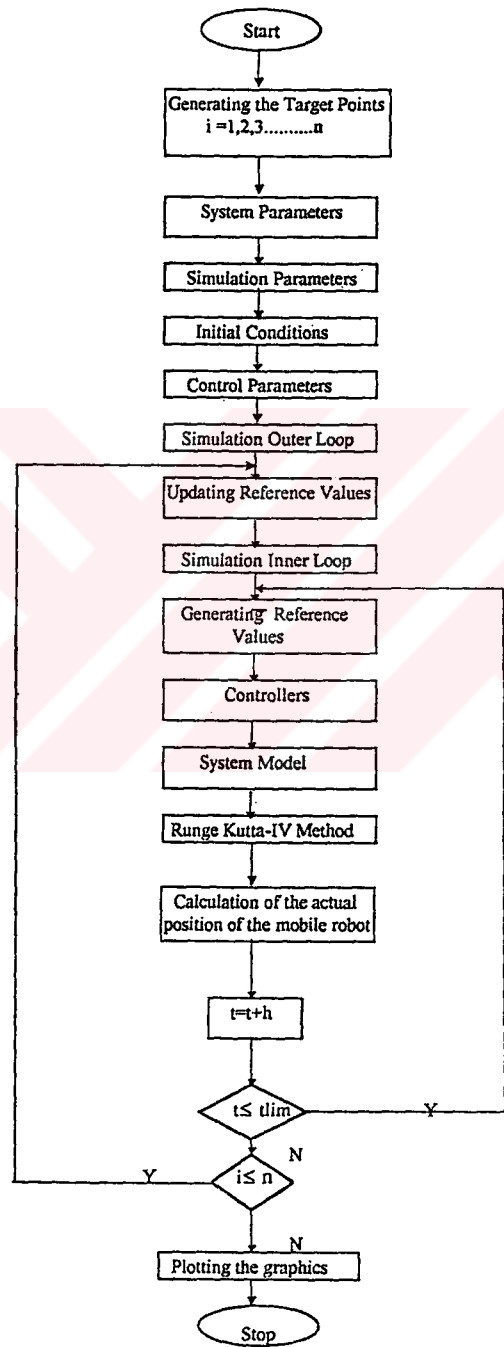 Start
Generating the Target Points
i =1,2,3..........n
System Parameters
Simulation Parameters
Initial Conditions
Control Parameters
Simulation Outer Loop
Updating Reference Values
Simulation Inner Loop
Generating Reference
Values
Controllers
System Model
Runge Kutta-IV Method
Calculation of the actual
position of the mobile robot
t=t+h
t≤ tlim
Y
N
i≤ n
Y
N
Plotting the graphics
Stop